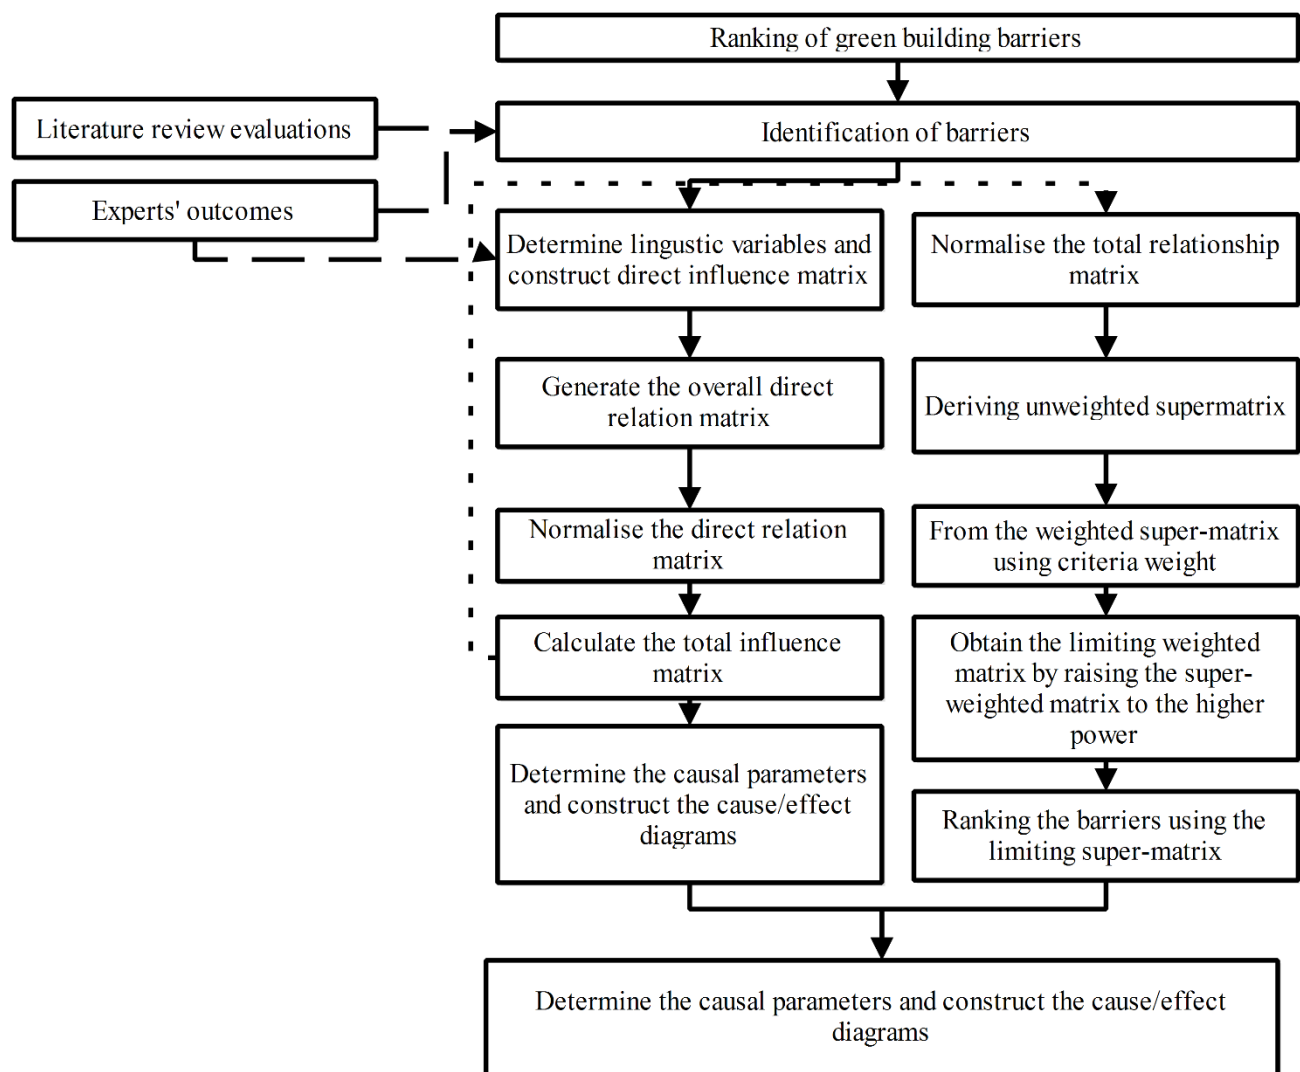 Ranking of green building barriers
Literature review evaluations
Identification of barriers
Experts' outcomes
Determine lingustic variables and
construct direct influence matrix
Normalise the total relationship
matrix
Generate the overall direct
relation matrix
Deriving unweighted supermatrix
Normalise the direct relation
matrix
From the weighted super-matrix
using criteria weight
Calculate the total influence
matrix
Obtain the limiting weighted
matrix by raising the super-
weighted matrix to the higher
power
Determine the causal parameters
and construct the cause/effect
diagrams
Ranking the barriers using the
limiting super-matrix
Determine the causal parameters and construct the cause/effect
diagrams